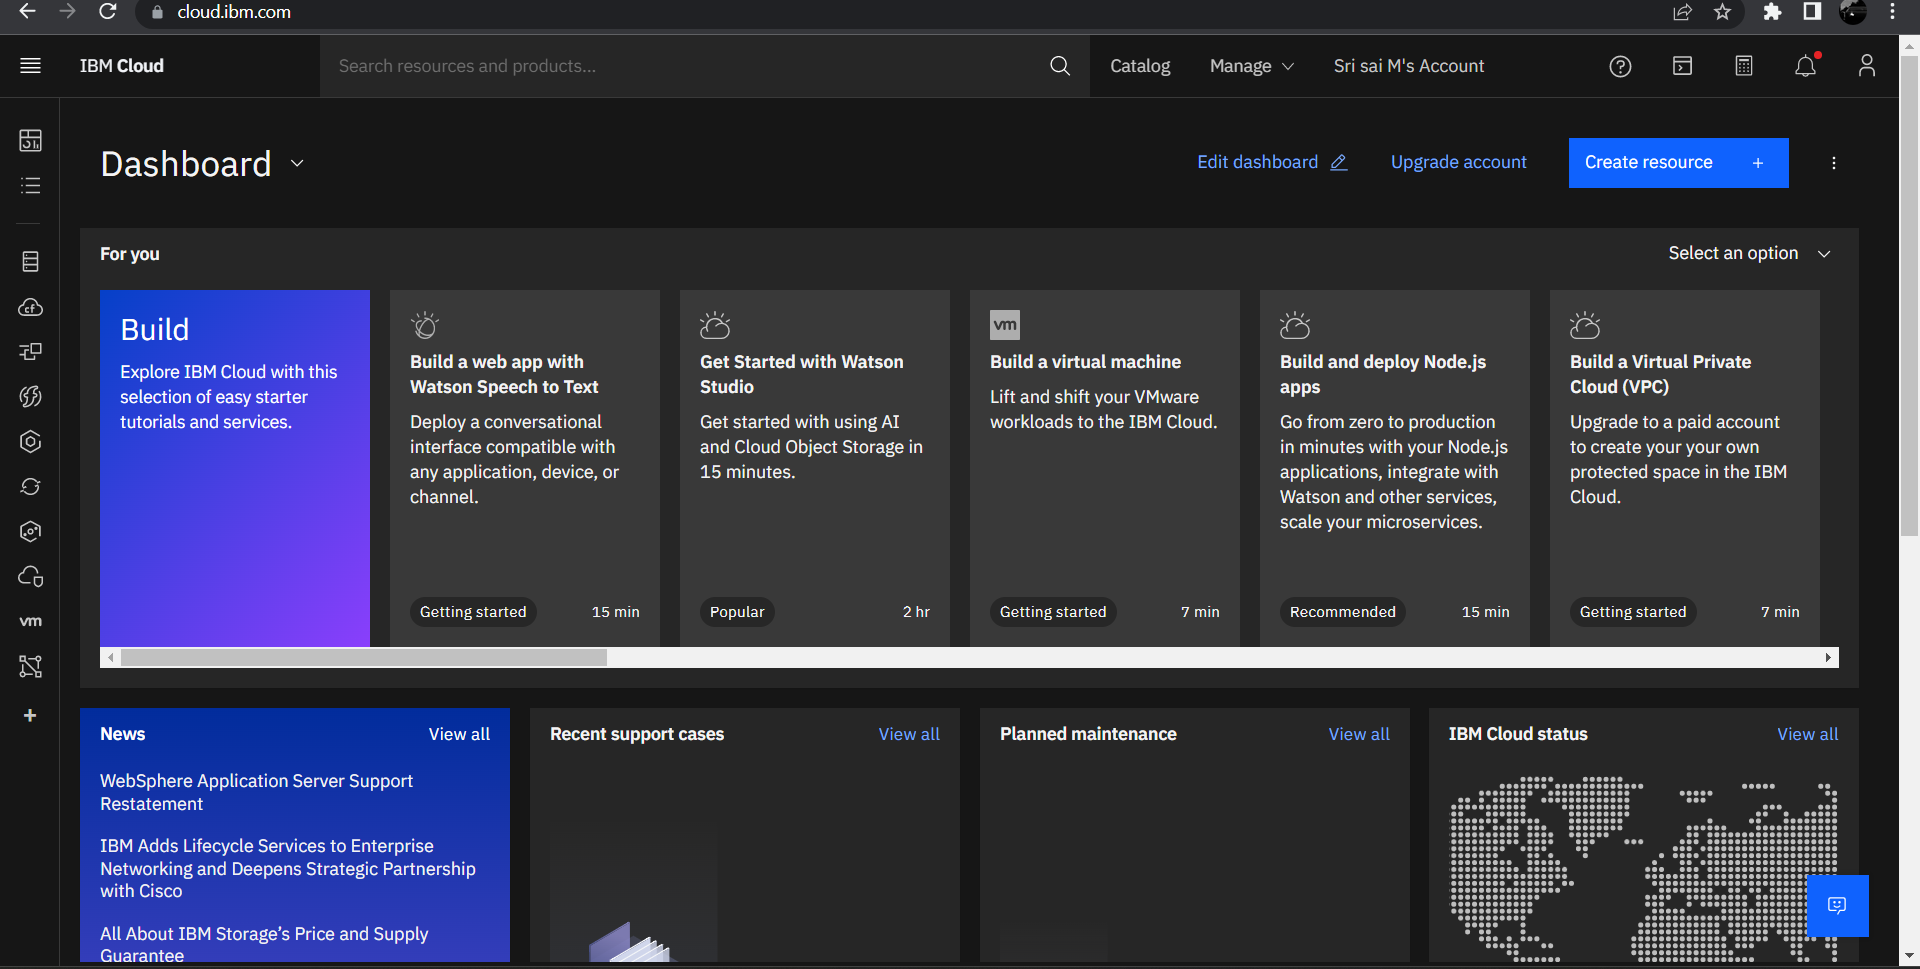 cloud.ibm.com
IBM Cloud
Search resources and products...
Catalog
Manage
Sri sai M's Account
Dashboard
Edit dashboard
Upgrade account
Create resource +
For you
Select an option
Build
Explore IBM Cloud with this
selection of easy starter
tutorials and services.
Build a web app with
Watson Speech to Text
Deploy a conversational
interface compatible with
any application, device, or
channel.
Getting started
15 min
Get Started with Watson
Studio
Get started with using AI
and Cloud Object Storage in
15 minutes.
Popular
2 hr
vm
Build a virtual machine
Lift and shift your VMware
workloads to the IBM Cloud.
Getting started
7 min
Build and deploy Node.js
apps
Go from zero to production
in minutes with your Node.js
applications, integrate with
Watson and other services,
scale your microservices.
Recommended
15 min
Build a Virtual Private
Cloud (VPC)
Upgrade to a paid account
to create your your own
protected space in the IBM
Cloud.
Getting started
7 min
cf
vm
+
News
View all
WebSphere Application Server Support
Restatement
IBM Adds Lifecycle Services to Enterprise
Networking and Deepens Strategic Partnership
with Cisco
All About IBM Storage’s Price and Supply
Guarantee
Recent support cases
View all
Planned maintenance
View all
IBM Cloud status
View all